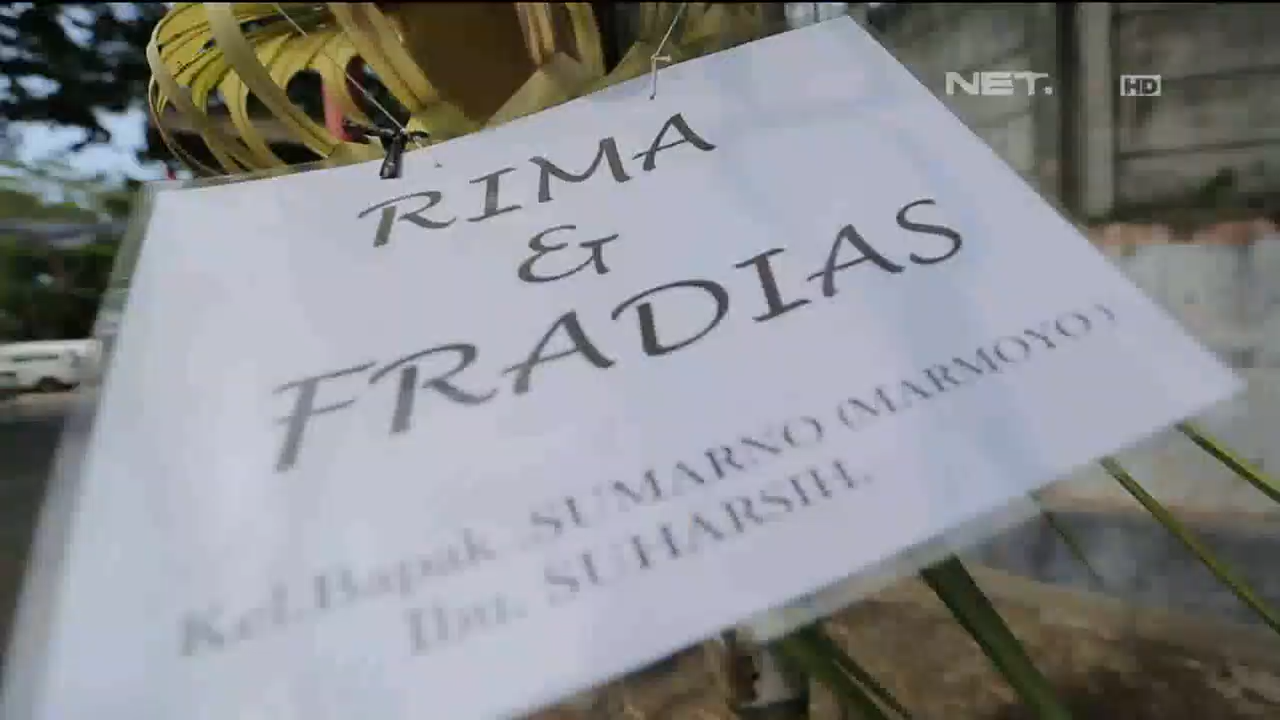 NET.
HD
RIMA
&
FRADIAS
Kel.Bapak .SUMARNO (MARMOYO)
Ibu. SUHARSIH.